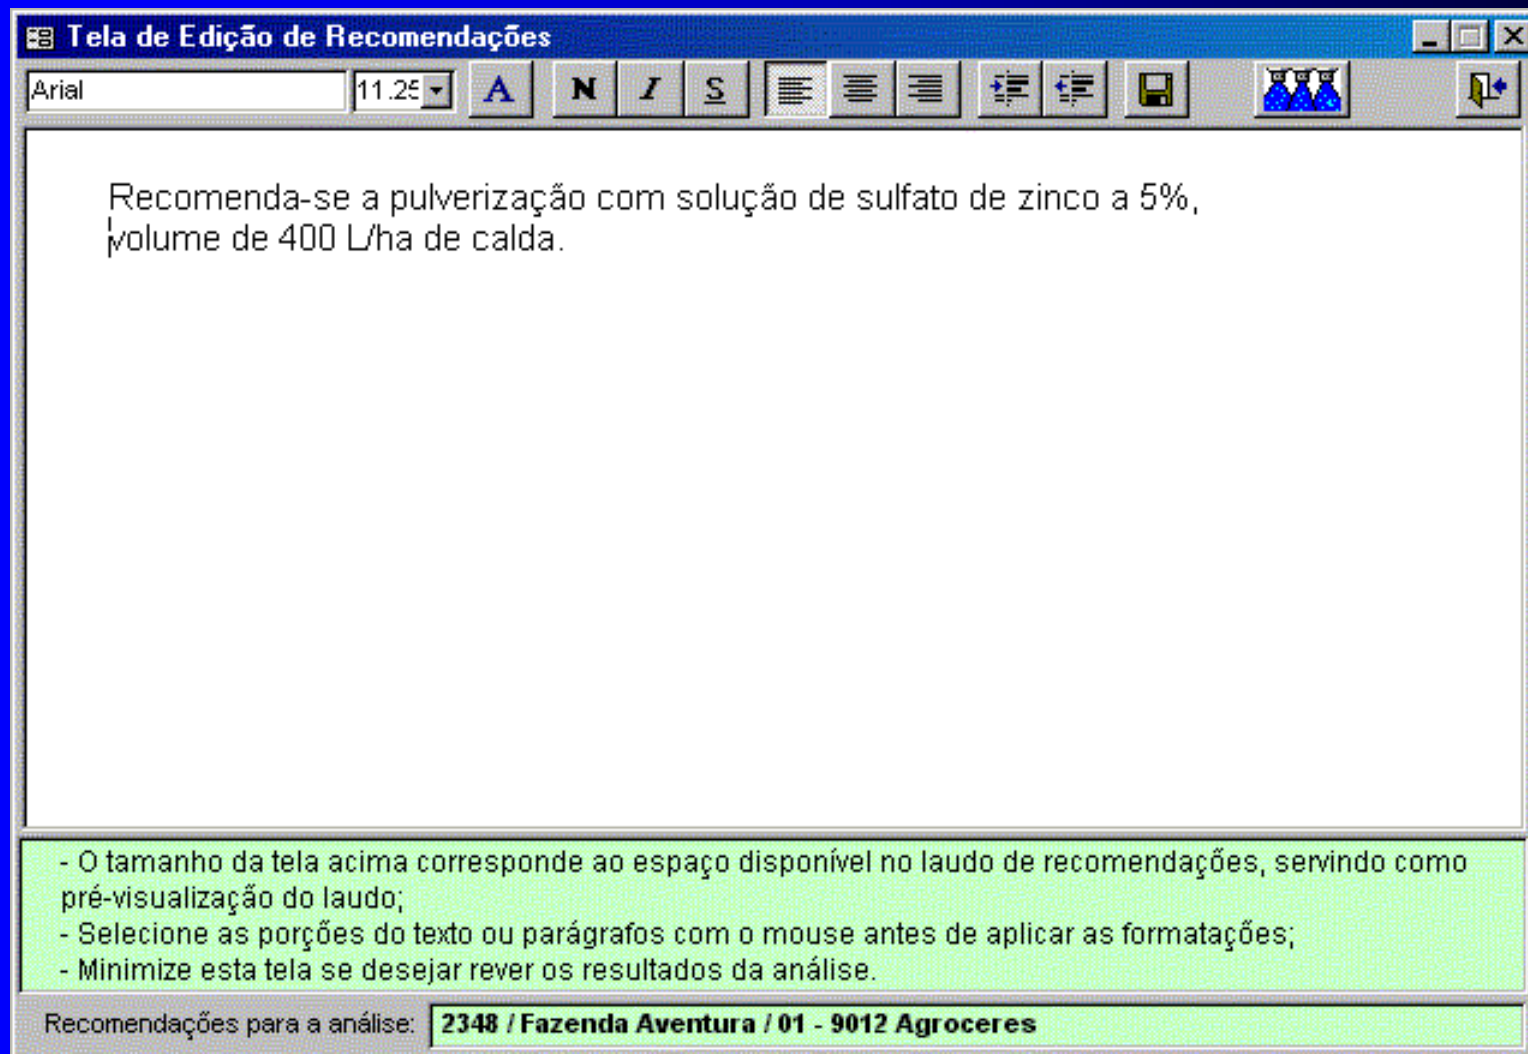 Tela de Edição de Recomendações
Arial 11.25 A N I S
Recomenda-se a pulverização com solução de sulfato de zinco a 5%,
volume de 400 L/ha de calda.
- O tamanho da tela acima corresponde ao espaço disponível no laudo de recomendações, servindo como
pré-visualização do laudo;
- Selecione as porções do texto ou parágrafos com o mouse antes de aplicar as formatações;
- Minimize esta tela se desejar rever os resultados da análise.
Recomendações para a análise: 2348 / Fazenda Aventura / 01 - 9012 Agroceres